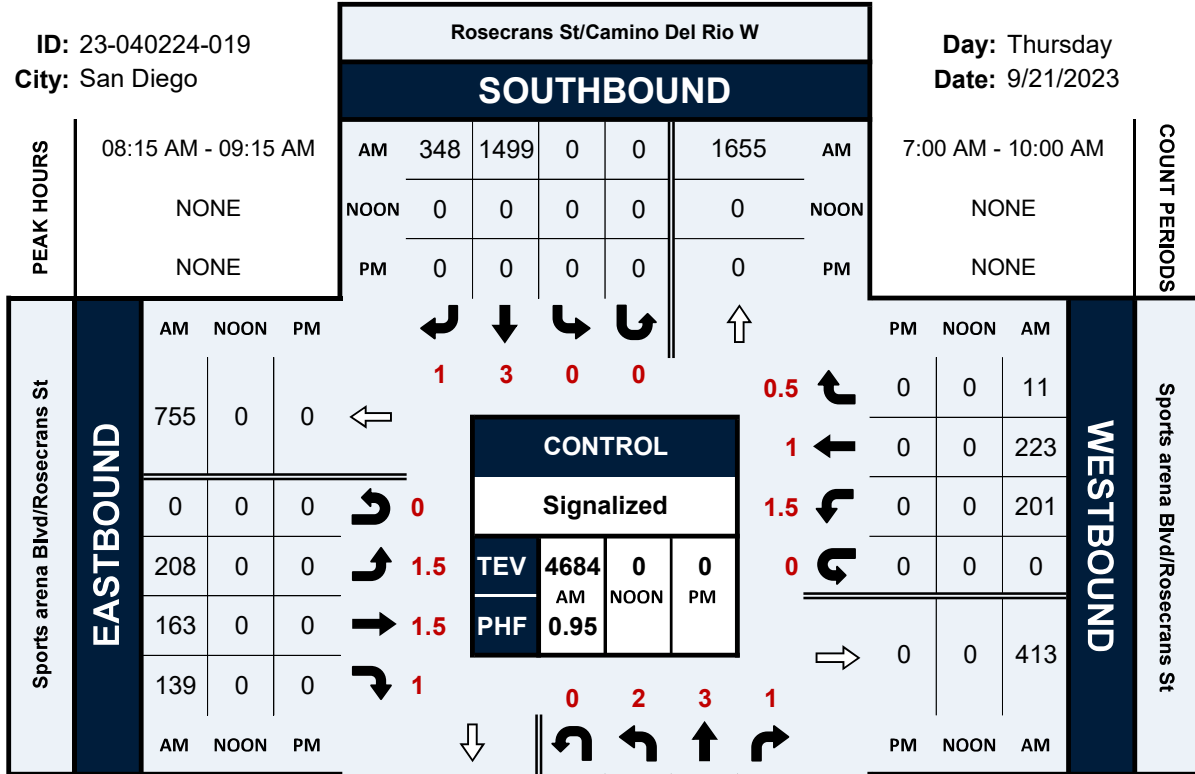 ID: 23-040224-019
City: San Diego
Rosecrans St/Camino Del Rio W
SOUTHBOUND
Day: Thursday
Date: 9/21/2023
PEAK HOURS
08:15 AM - 09:15 AM
NONE
NONE
AM 348 1499 0 0 1655 AM
NOON 0 0 0 0 0 NOON
PM 0 0 0 0 0 PM
7:00 AM - 10:00 AM
NONE
NONE
COUNT PERIODS
1 3 0 0
Sports arena Blvd/Rosecrans St
EASTBOUND
AM NOON PM
755 0 0
0 0 0 0
208 0 0 1.5
163 0 0 1.5
139 0 0 1
AM NOON PM
CONTROL
Signalized
TEV 4684 0 0
AM NOON PM
PHF 0.95
PM NOON AM
0.5 0 0 11
1 0 0 223
1.5 0 0 201
0 0 0 0
0 0 413
PM NOON AM
WESTBOUND
Sports arena Blvd/Rosecrans St
0 2 3 1